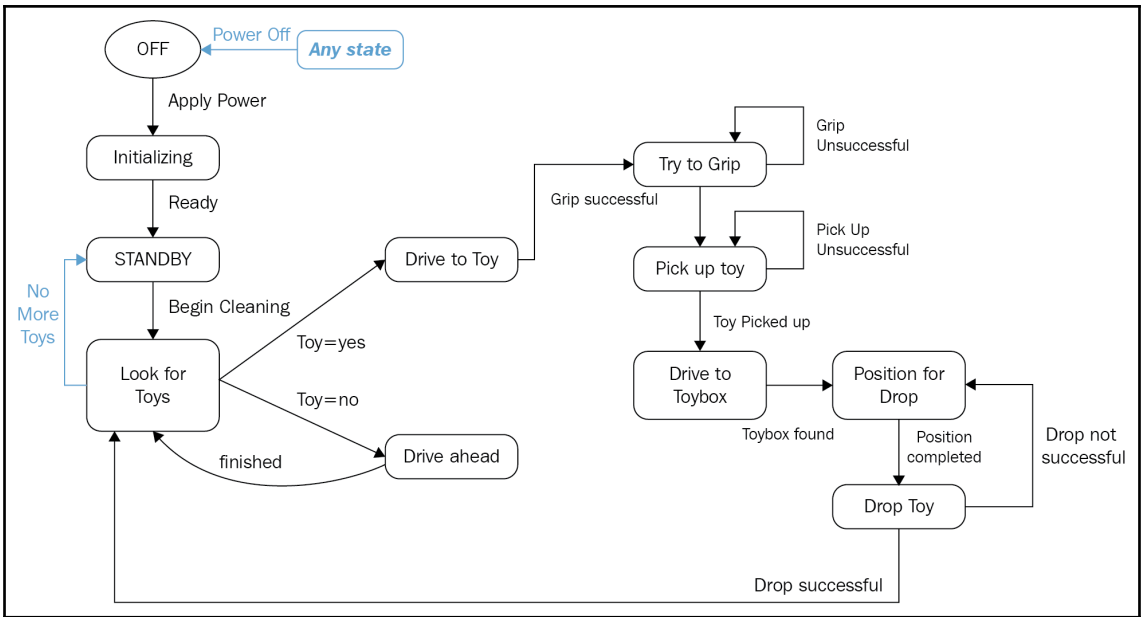 OFF
Power Off
Any state
Apply Power
Initializing
Ready
STANDBY
No
More
Toys
Begin Cleaning
Look for
Toys
Toy=yes
Toy=no
Drive to Toy
Drive ahead
finished
Grip successful
Try to Grip
Grip
Unsuccessful
Pick up toy
Pick Up
Unsuccessful
Toy Picked up
Drive to
Toybox
Toybox found
Position for
Drop
Position
completed
Drop not
successful
Drop Toy
Drop successful